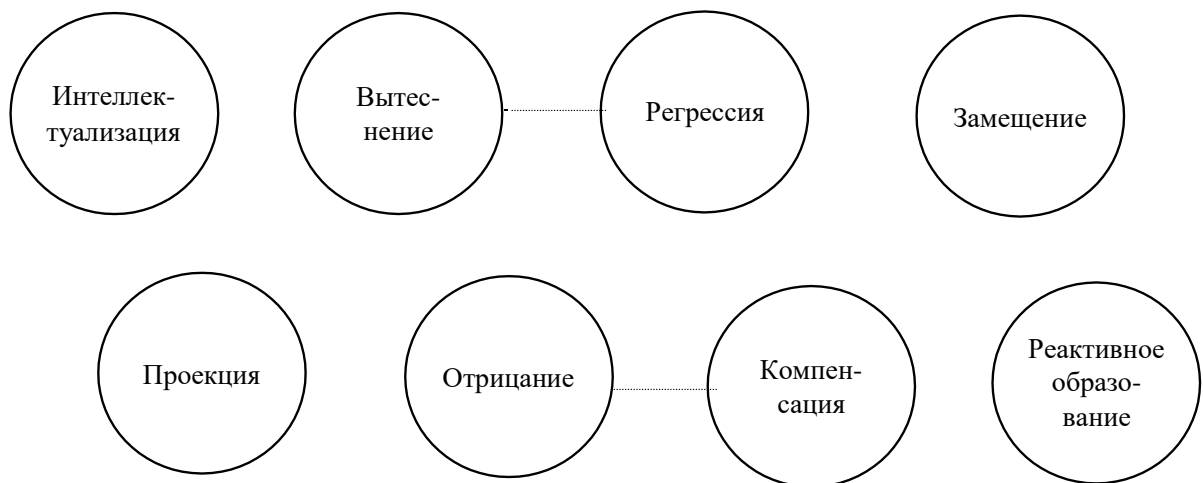 Интеллек-
туализация
Вытес-
нение
Регрессия
Замещение
Проекция
Отрицание
Компен-
сация
Реактивное
образо-
вание